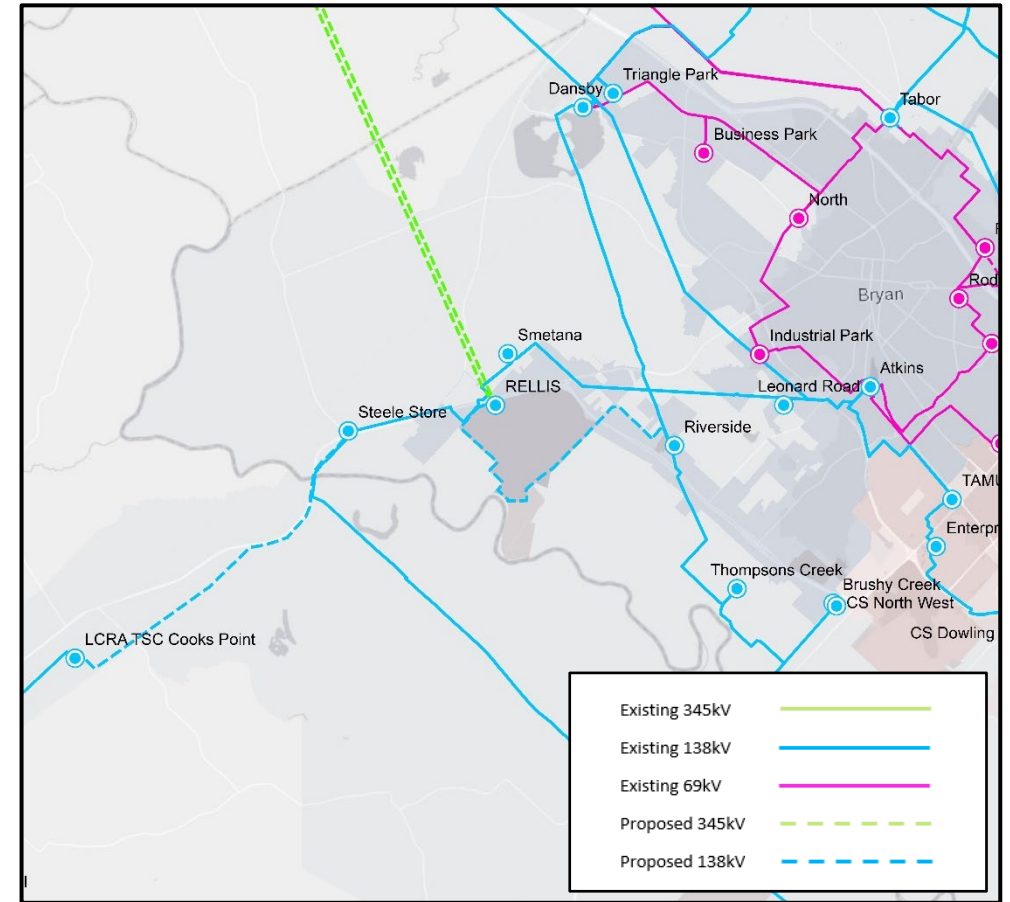 Triangle Park
Dansby
Tabor
Business Park
North
Rod
Bryan
Smetana
Industrial Park
Atkins
RELLIS
Leonard Road
Steele Store
Riverside
TAMU
Enterpr
Thompsons Creek
Brushy Creek
CS North West
CS Dowling
LCRA TSC Cooks Point
Existing 345kV
Existing 138kV
Existing 69kV
Proposed 345kV
Proposed 138kV